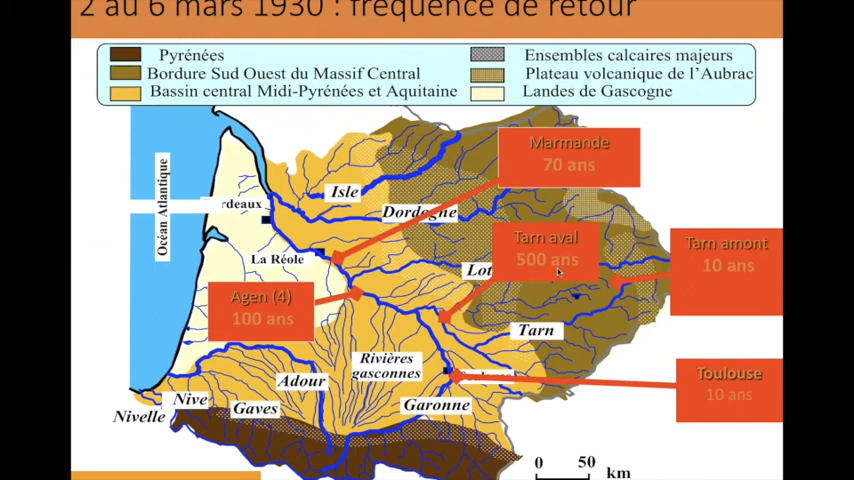 2 au 6 mars 1930 : fréquence de retour
Pyrénées
Bordure Sud Ouest du Massif Central
Bassin central Midi-Pyrénées et Aquitaine
Ensembles calcaires majeurs
Plateau volcanique de l'Aubrac
Landes de Gascogne
Océan Atlantique
Marmande
70 ans
Isle
rdeaux
Dordogne
Tarn aval
500 ans
Tarn amont
10 ans
La Réole
Lot
Agen (4)
100 ans
Tarn
Rivières
gasconnes
Toulouse
10 ans
Adour
Nive
Gaves
Garonne
Nivelle
0 50
km